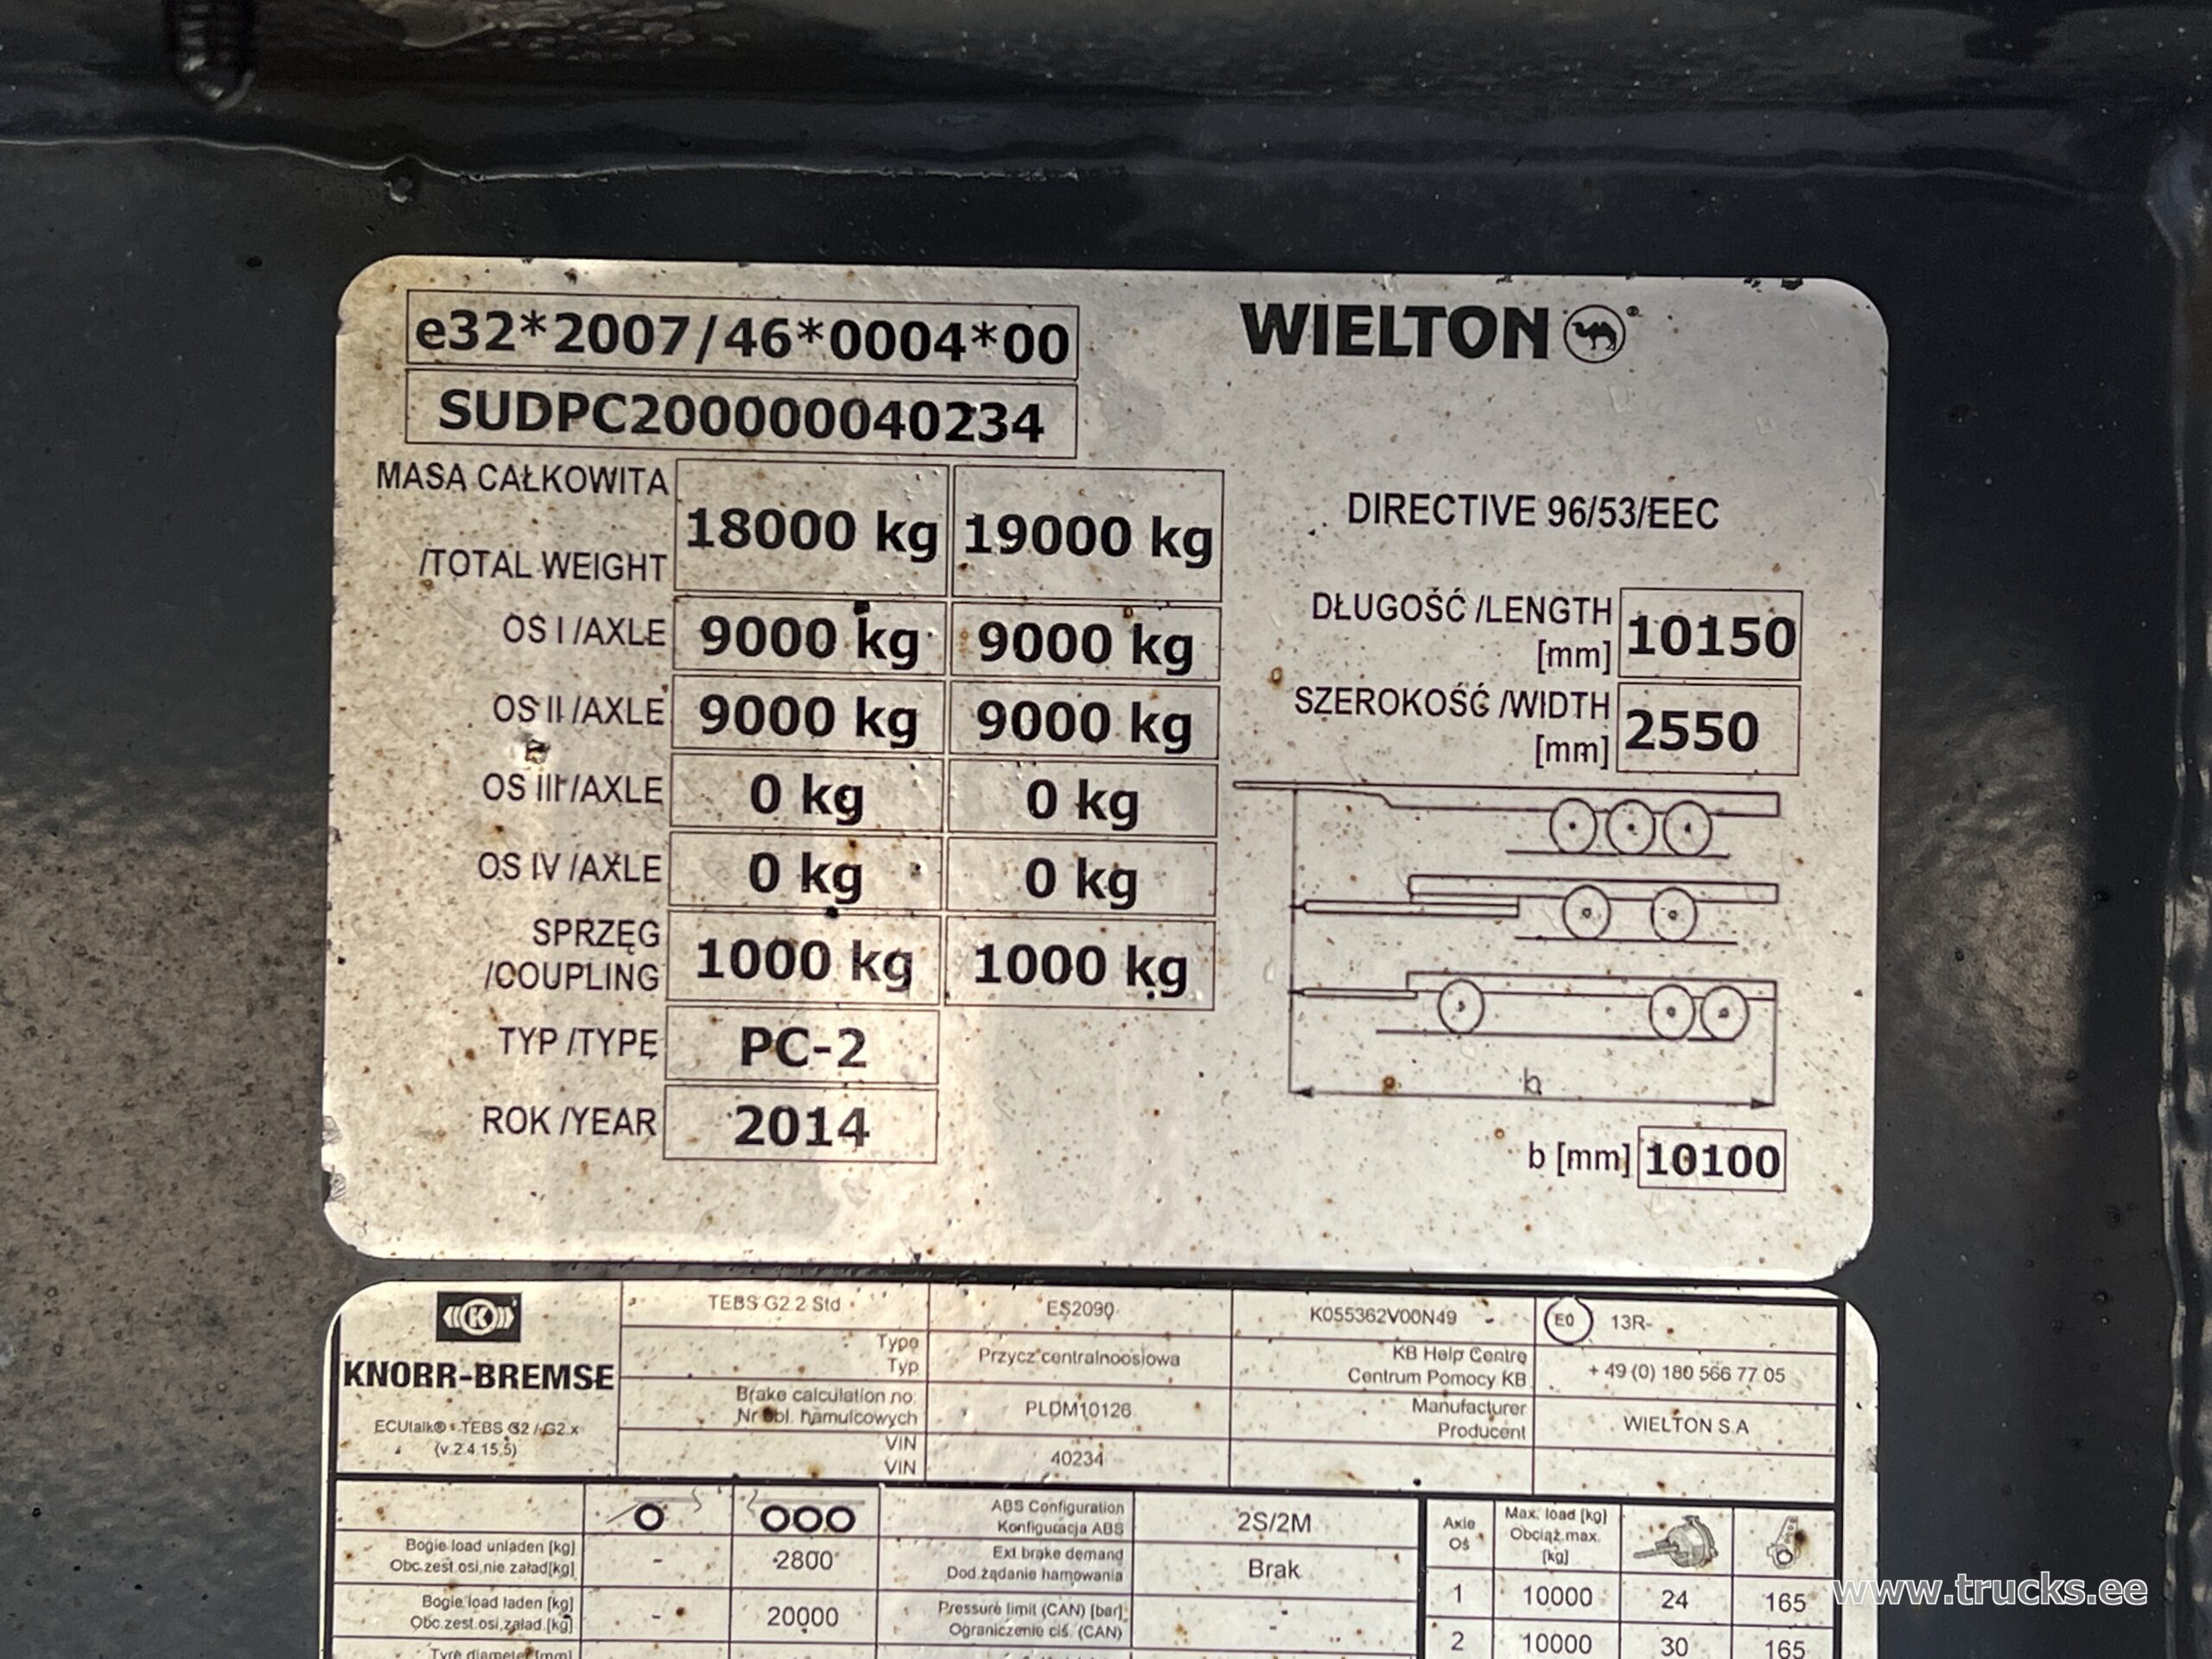 e32*2007/46*0004*00
WIELTON
SUDPC200000040234
MASA CAŁKOWITA
/TOTAL WEIGHT 18000 kg 19000 kg
OŚ I /AXLE 9000 kg 9000 kg
OŚ II /AXLE 9000 kg 9000 kg
OŚ III /AXLE 0 kg 0 kg
OŚ IV /AXLE 0 kg 0 kg
SPRZĘG
/COUPLING 1000 kg 1000 kg
TYP /TYPE PC-2
ROK /YEAR 2014
DIRECTIVE 96/53/EEC
DŁUGOŚĆ /LENGTH
[mm] 10150
SZEROKOŚĆ /WIDTH
[mm] 2550
b
b [mm] 10100
KNORR-BREMSE
ECUtalk® - TEBS G2 / G2.x
(v.2.4.15.5)
TEBS G2.2 Std ES2090 K055362V00N49 E0 13R-
Type
Typ Przycz centralnoosiowa
KB Help Centre
Centrum Pomocy KB + 49 (0) 180 566 77 05
Brake calculation no.
Nr obl. hamulcowych PLDM10126
Manufacturer
Producent WIELTON S.A
VIN
VIN 40234
Bogie load unladen [kg]
Obc.zest.osi,nie załad[kg] - 2800
Bogie load laden [kg]
Obc.zest.osi,załad.[kg] - 20000
Tyre diameter [mm]
ABS Configuration
Konfiguracja ABS 2S/2M
Ext.brake demand
Dod.żądanie hamowania Brak
Pressure limit (CAN) [bar]
Ograniczenie ciś. (CAN) -
-
Axle
Oś
Max. load [kg]
Obciąż.max.
[kg]
1 10000 24 165
2 10000 30 165
www.trucks.ee